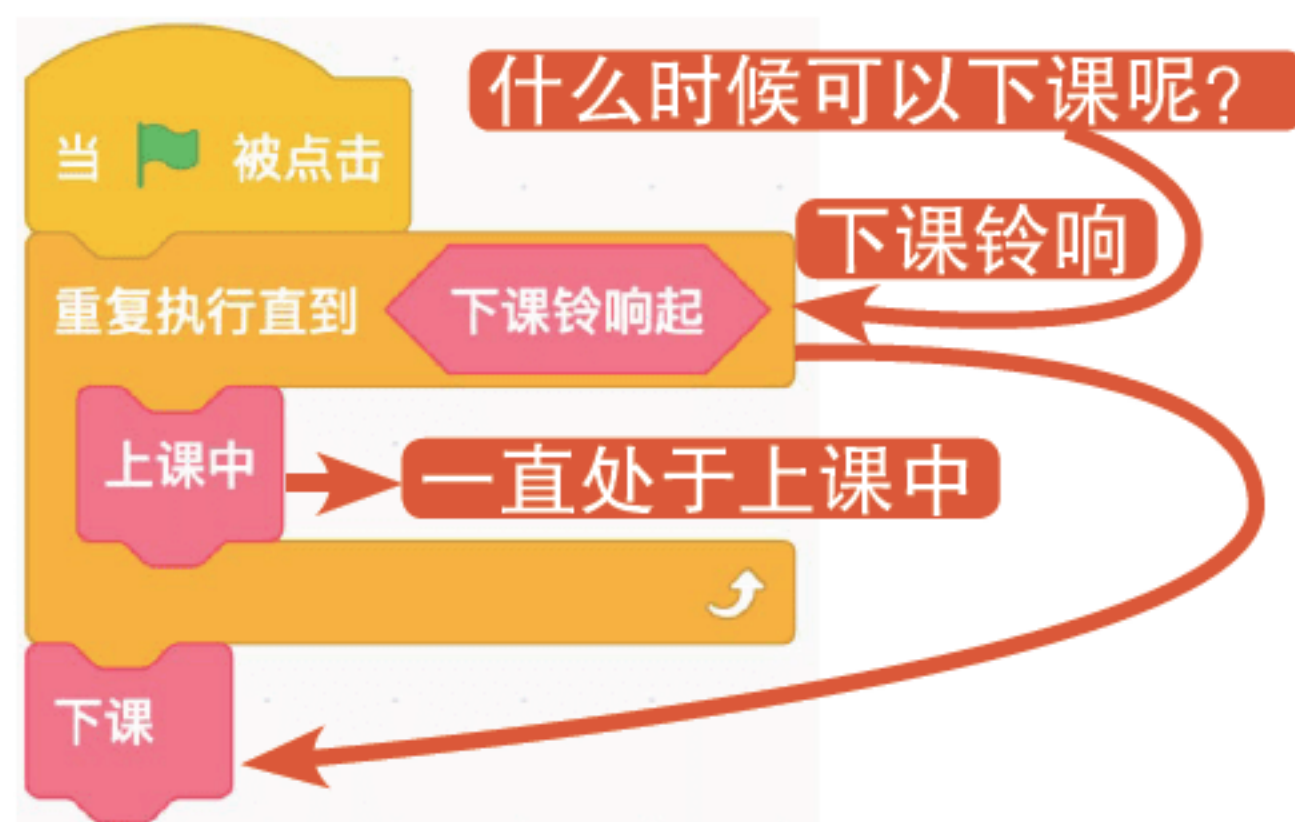 什么时候可以下课呢?
当 被点击
下课铃响
重复执行直到 下课铃响起
上课中
一直处于上课中
下课